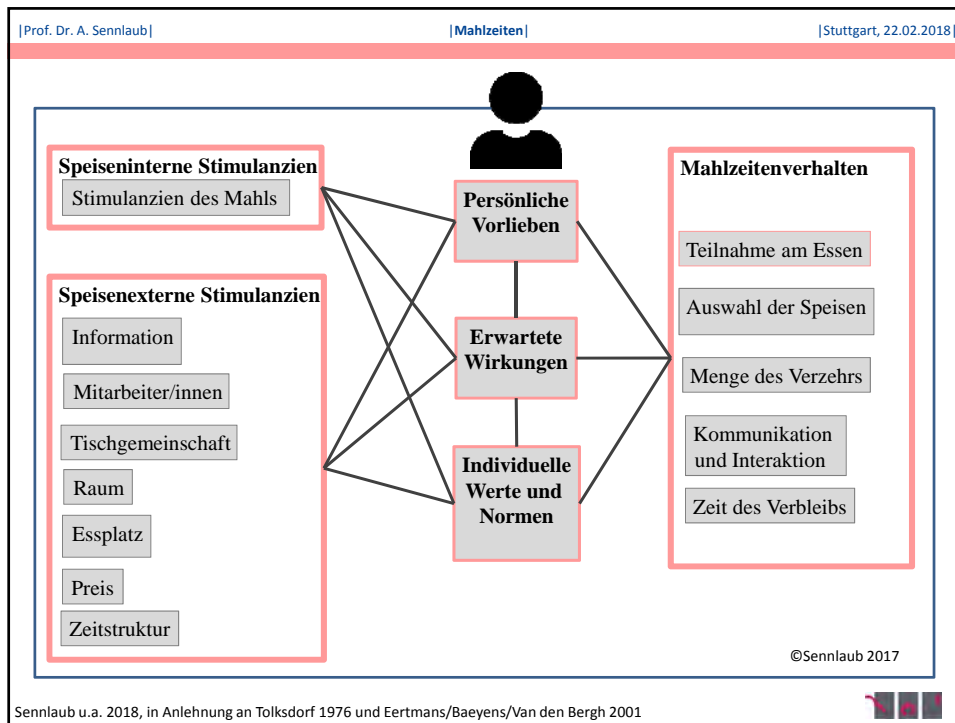 |Prof. Dr. A. Sennlaub|
|Mahlzeiten|
|Stuttgart, 22.02.2018|
Speiseninterne Stimulanzien
Stimulanzien des Mahls
Speisenexterne Stimulanzien
Information
Mitarbeiter/innen
Tischgemeinschaft
Raum
Essplatz
Preis
Zeitstruktur
Persönliche
Vorlieben
Erwartete
Wirkungen
Individuelle
Werte und
Normen
Mahlzeitenverhalten
Teilnahme am Essen
Auswahl der Speisen
Menge des Verzehrs
Kommunikation
und Interaktion
Zeit des Verbleibs
©Sennlaub 2017
Sennlaub u.a. 2018, in Anlehnung an Tolksdorf 1976 und Eertmans/Baeyens/Van den Bergh 2001